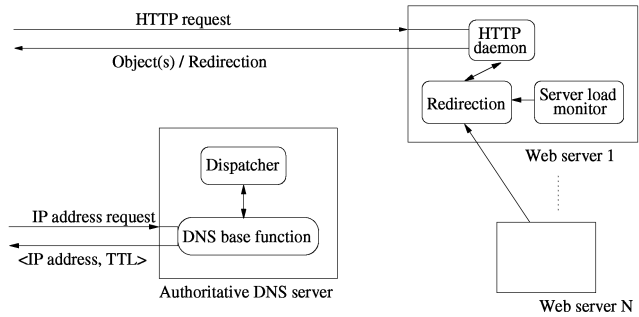 HTTP request
Object(s) / Redirection
HTTP
daemon
Redirection
Server load
monitor
Web server 1
Dispatcher
IP address request
DNS base function
<IP address, TTL>
Authoritative DNS server
Web server N